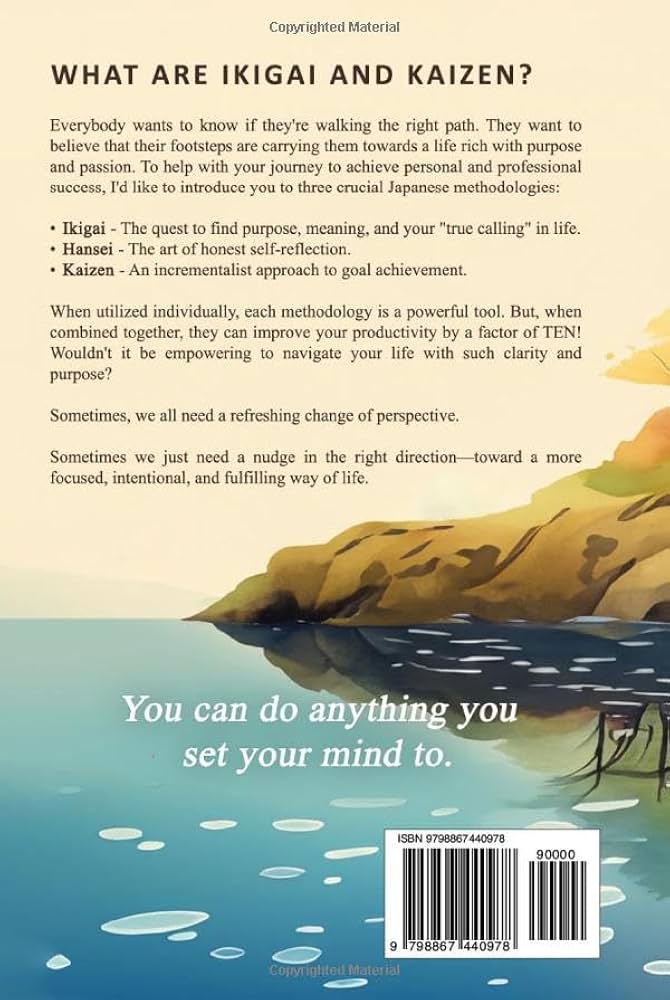 Copyrighted Material
WHAT ARE IKIGAI AND KAIZEN?
Everybody wants to know if they're walking the right path. They want to
believe that their footsteps are carrying them towards a life rich with purpose
and passion. To help with your journey to achieve personal and professional
success, I'd like to introduce you to three crucial Japanese methodologies:
• Ikigai - The quest to find purpose, meaning, and your "true calling" in life.
• Hansei - The art of honest self-reflection.
• Kaizen - An incrementalist approach to goal achievement.
When utilized individually, each methodology is a powerful tool. But, when
combined together, they can improve your productivity by a factor of TEN!
Wouldn't it be empowering to navigate your life with such clarity and
purpose?
Sometimes, we all need a refreshing change of perspective.
Sometimes we just need a nudge in the right direction—toward a more
focused, intentional, and fulfilling way of life.
You can do anything you
set your mind to.
ISBN 9798867440978
90000
9 798867 440978
Copyrighted Material